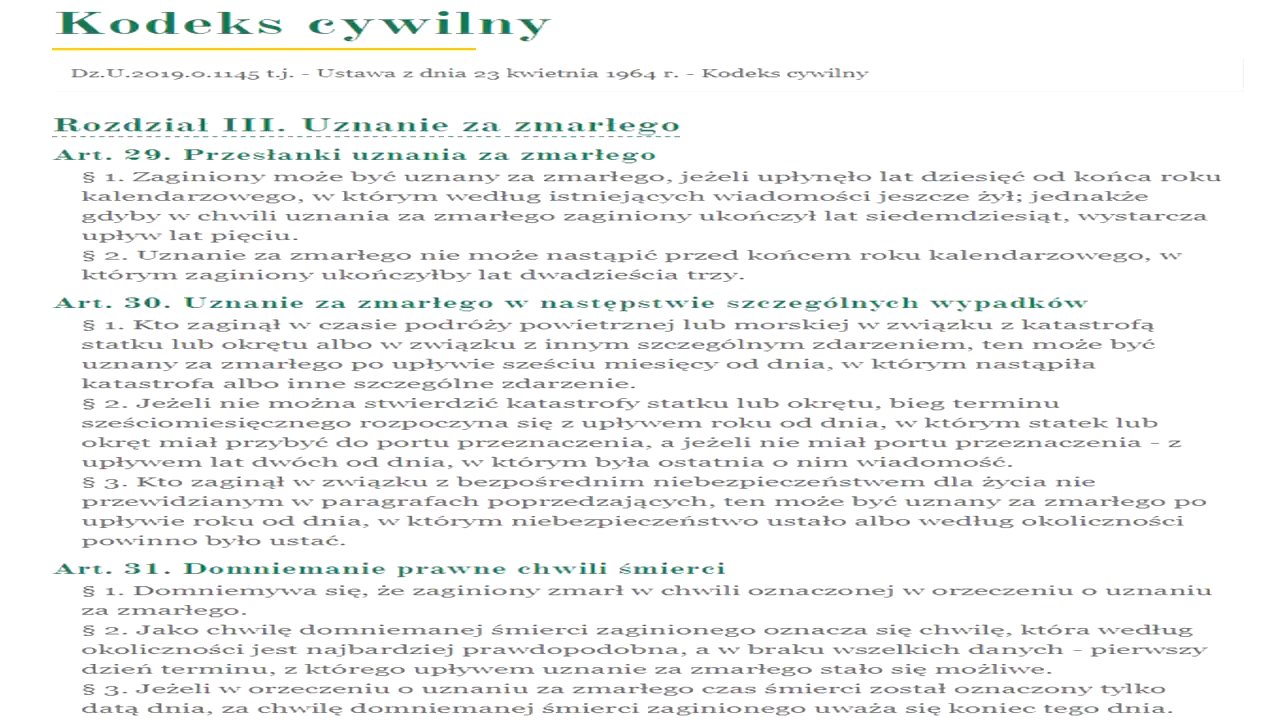 Kodeks cywilny
Dz.U.2019.0.1145 t.j. - Ustawa z dnia 23 kwietnia 1964 r. - Kodeks cywilny
Rozdział III. Uznanie za zmarłego
Art. 29. Przesłanki uznania za zmarłego
§ 1. Zaginiony może być uznany za zmarłego, jeżeli upłynęło lat dziesięć od końca roku
kalendarzowego, w którym według istniejących wiadomości jeszcze żył; jednakże
gdyby w chwili uznania za zmarłego zaginiony ukończył lat siedemdziesiąt, wystarcza
upływ lat pięciu.
§ 2. Uznanie za zmarłego nie może nastąpić przed końcem roku kalendarzowego, w
którym zaginiony ukończyłby lat dwadzieścia trzy.
Art. 30. Uznanie za zmarłego w następstwie szczególnych wypadków
§ 1. Kto zaginął w czasie podróży powietrznej lub morskiej w związku z katastrofą
statku lub okrętu albo w związku z innym szczególnym zdarzeniem, ten może być
uznany za zmarłego po upływie sześciu miesięcy od dnia, w którym nastąpiła
katastrofa albo inne szczególne zdarzenie.
§ 2. Jeżeli nie można stwierdzić katastrofy statku lub okrętu, bieg terminu
sześciomiesięcznego rozpoczyna się z upływem roku od dnia, w którym statek lub
okręt miał przybyć do portu przeznaczenia, a jeżeli nie miał portu przeznaczenia - z
upływem lat dwóch od dnia, w którym była ostatnia o nim wiadomość.
§ 3. Kto zaginął w związku z bezpośrednim niebezpieczeństwem dla życia nie
przewidzianym w paragrafach poprzedzających, ten może być uznany za zmarłego po
upływie roku od dnia, w którym niebezpieczeństwo ustało albo według okoliczności
powinno było ustać.
Art. 31. Domniemanie prawne chwili śmierci
§ 1. Domniemywa się, że zaginiony zmarł w chwili oznaczonej w orzeczeniu o uznaniu
za zmarłego.
§ 2. Jako chwilę domniemanej śmierci zaginionego oznacza się chwilę, która według
okoliczności jest najbardziej prawdopodobna, a w braku wszelkich danych - pierwszy
dzień terminu, z którego upływem uznanie za zmarłego stało się możliwe.
§ 3. Jeżeli w orzeczeniu o uznaniu za zmarłego czas śmierci został oznaczony tylko
datą dnia, za chwilę domniemanej śmierci zaginionego uważa się koniec tego dnia.